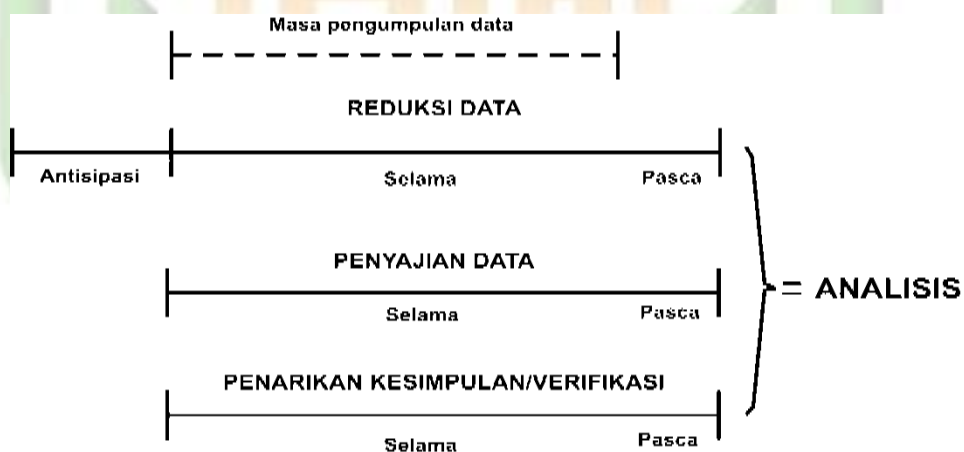 Masa pengumpulan data
REDUKSI DATA
Antisipasi Selama Pasca
PENYAJIAN DATA
Selama Pasca
= ANALISIS
PENARIKAN KESIMPULAN/VERIFIKASI
Selama Pasca